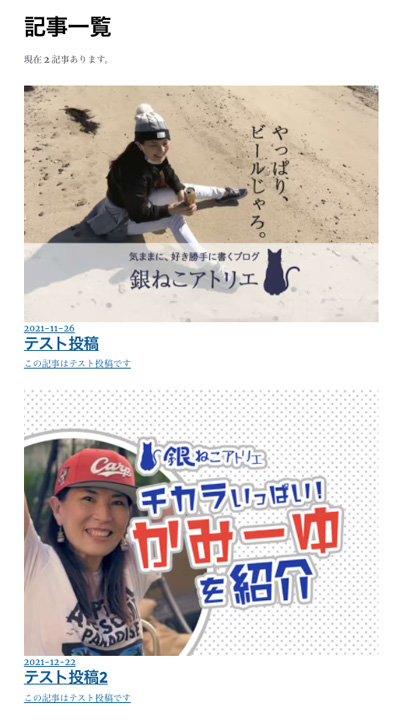 記事一覧
現在 2 記事あります。
やっぱり、
ビールじゃろ。
気ままに、好き勝手に書くブログ
銀ねこアトリエ
2021-11-26
テスト投稿
この記事はテスト投稿です
銀ねこアトリエ
Carp
チカラいっぱい!
かみーゆ
を紹介
PARADISE
2021-12-22
テスト投稿2
この記事はテスト投稿です